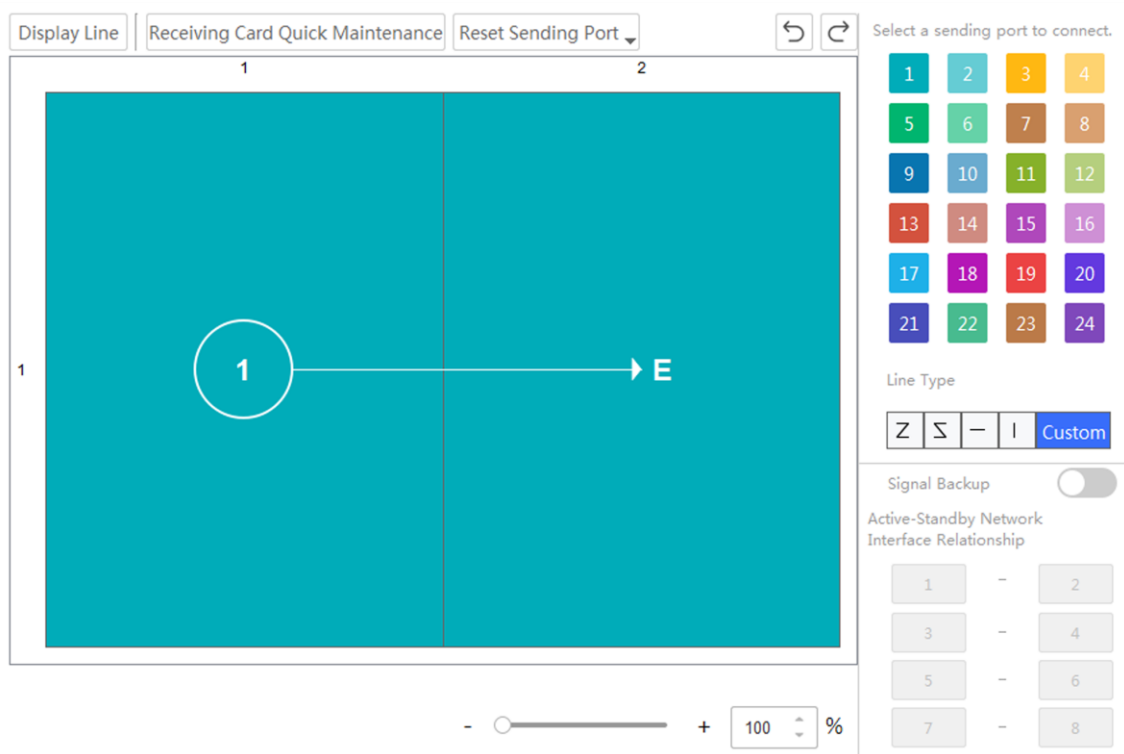 Display Line
Receiving Card Quick Maintenance
Reset Sending Port
1 2
1
1 E
- + 100 %
Select a sending port to connect.
1 2 3 4
5 6 7 8
9 10 11 12
13 14 15 16
17 18 19 20
21 22 23 24
Line Type
Custom
Signal Backup
Active-Standby Network
Interface Relationship
1 - 2
3 - 4
5 - 6
7 - 8